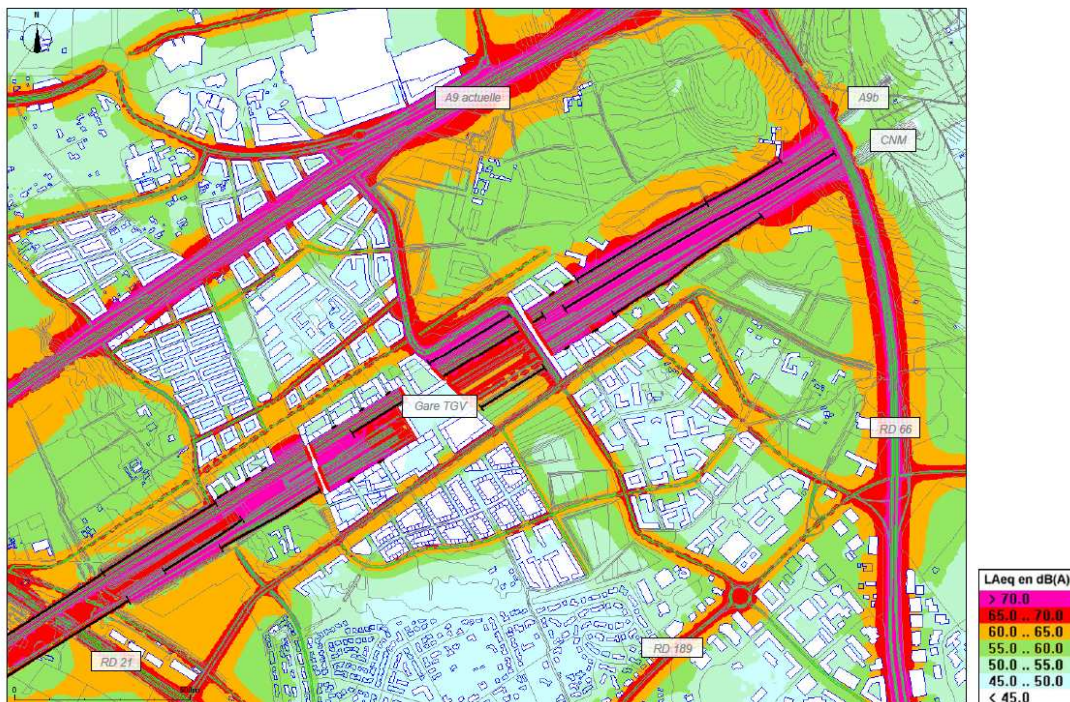 N
A9 actuelle
A9b
CNM
Gare TGV
RD 66
RD 21
RD 189
0
LAeq en dB(A)
> 70.0
65.0 .. 70.0
60.0 .. 65.0
55.0 .. 60.0
50.0 .. 55.0
45.0 .. 50.0
< 45.0